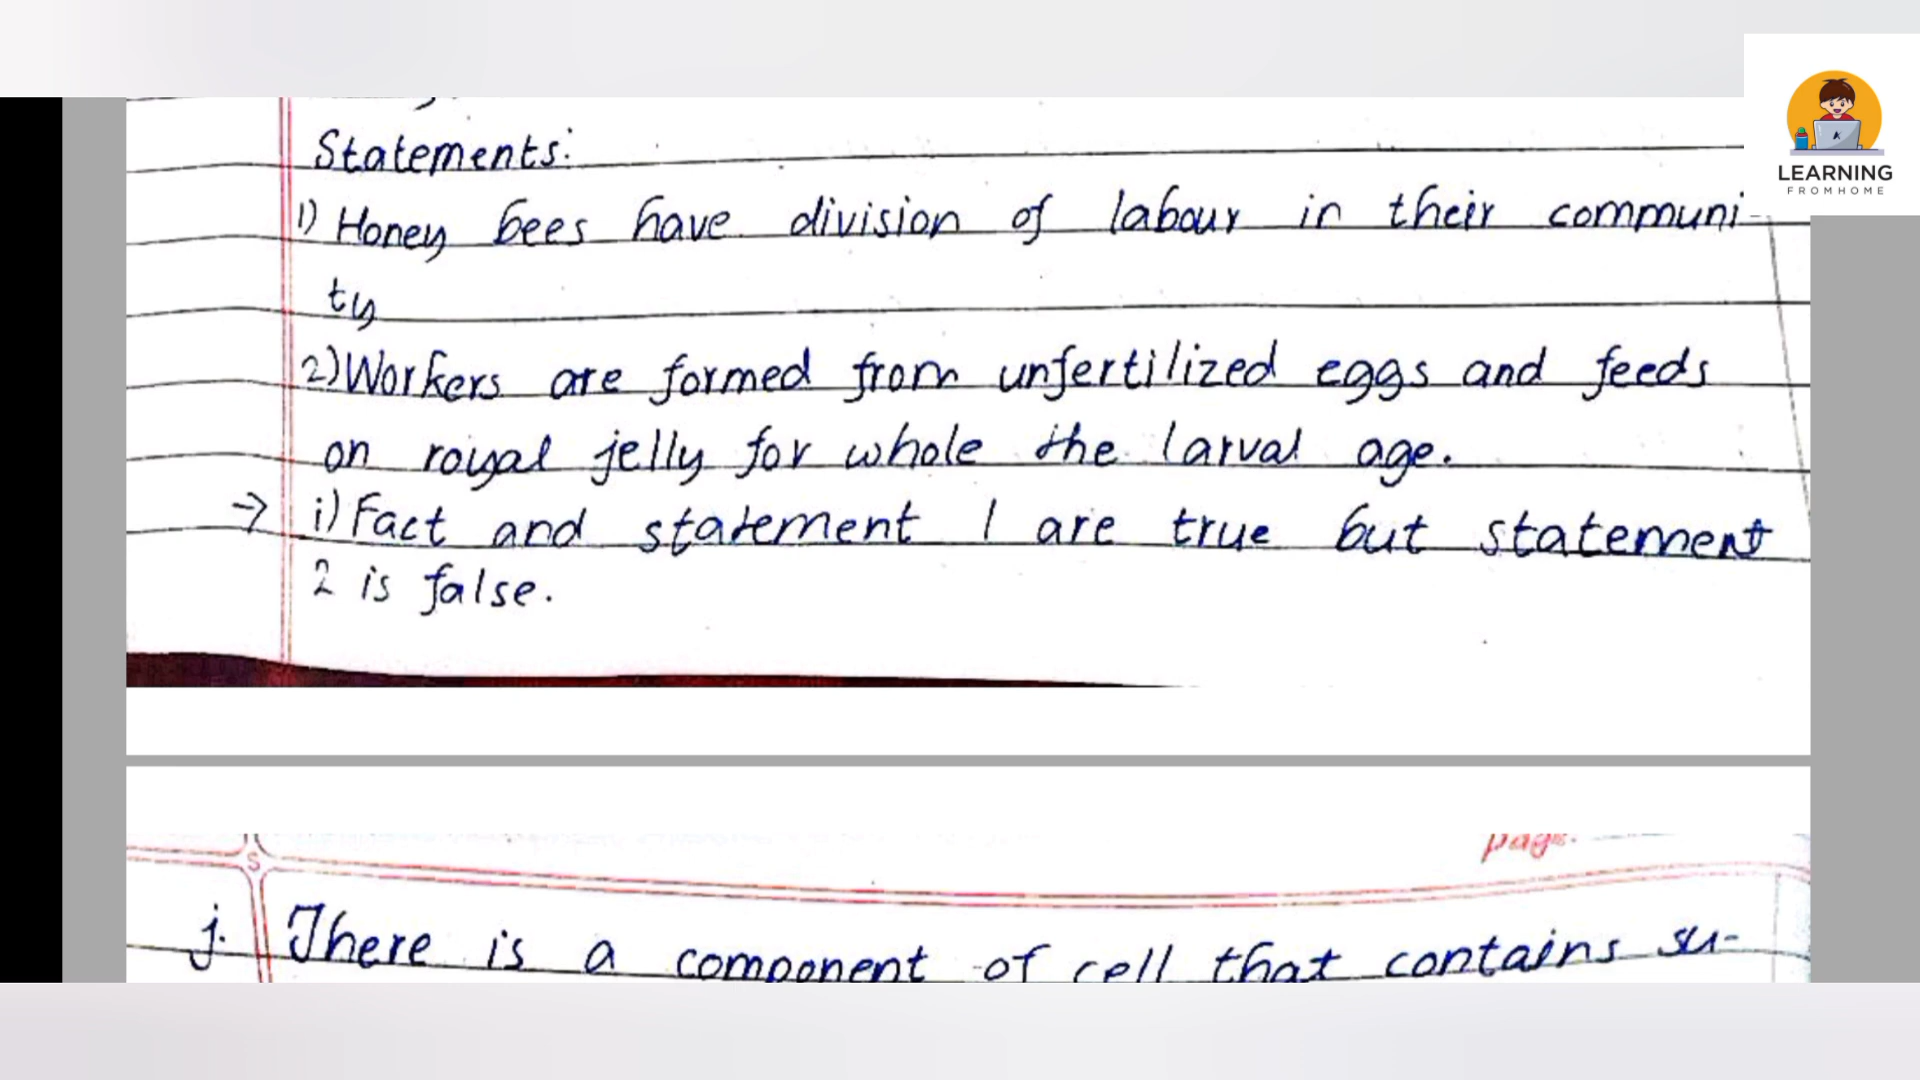 Statements:
1) Honey bees have division of labour in their communi-
ty
2) Workers are formed from unfertilized eggs and feeds
on royal jelly for whole the larval age.
→ i) Fact and statement 1 are true but statement
2 is false.
page.
S
j. There is a component of cell that contains su-
LEARNING
FROMHOME
K